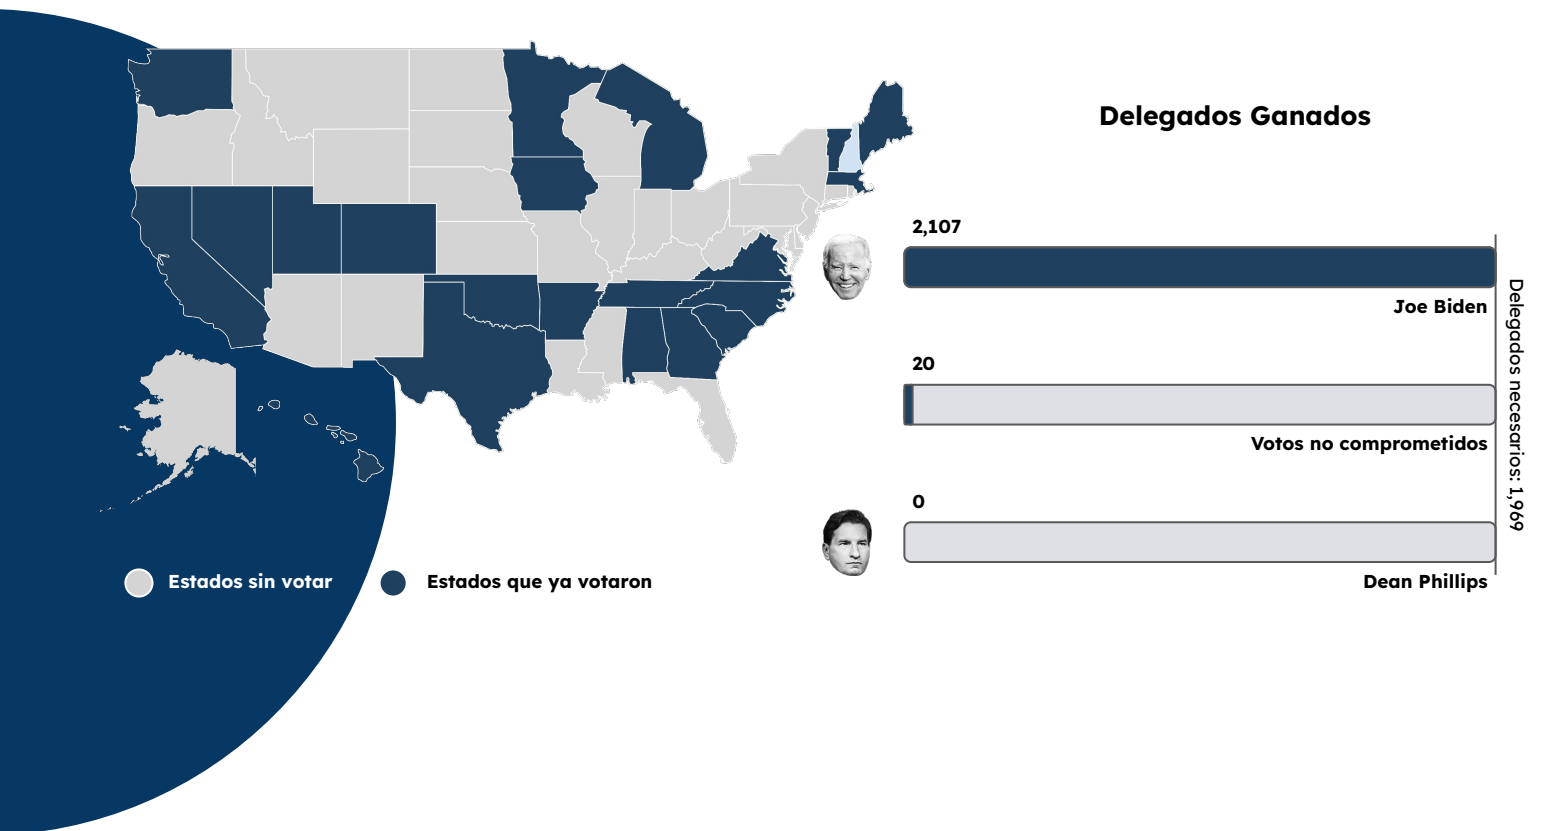 Delegados Ganados
2,107
Joe Biden
20
Votos no comprometidos
0
Dean Phillips
Delegados necesarios: 1,969
Estados sin votar
Estados que ya votaron